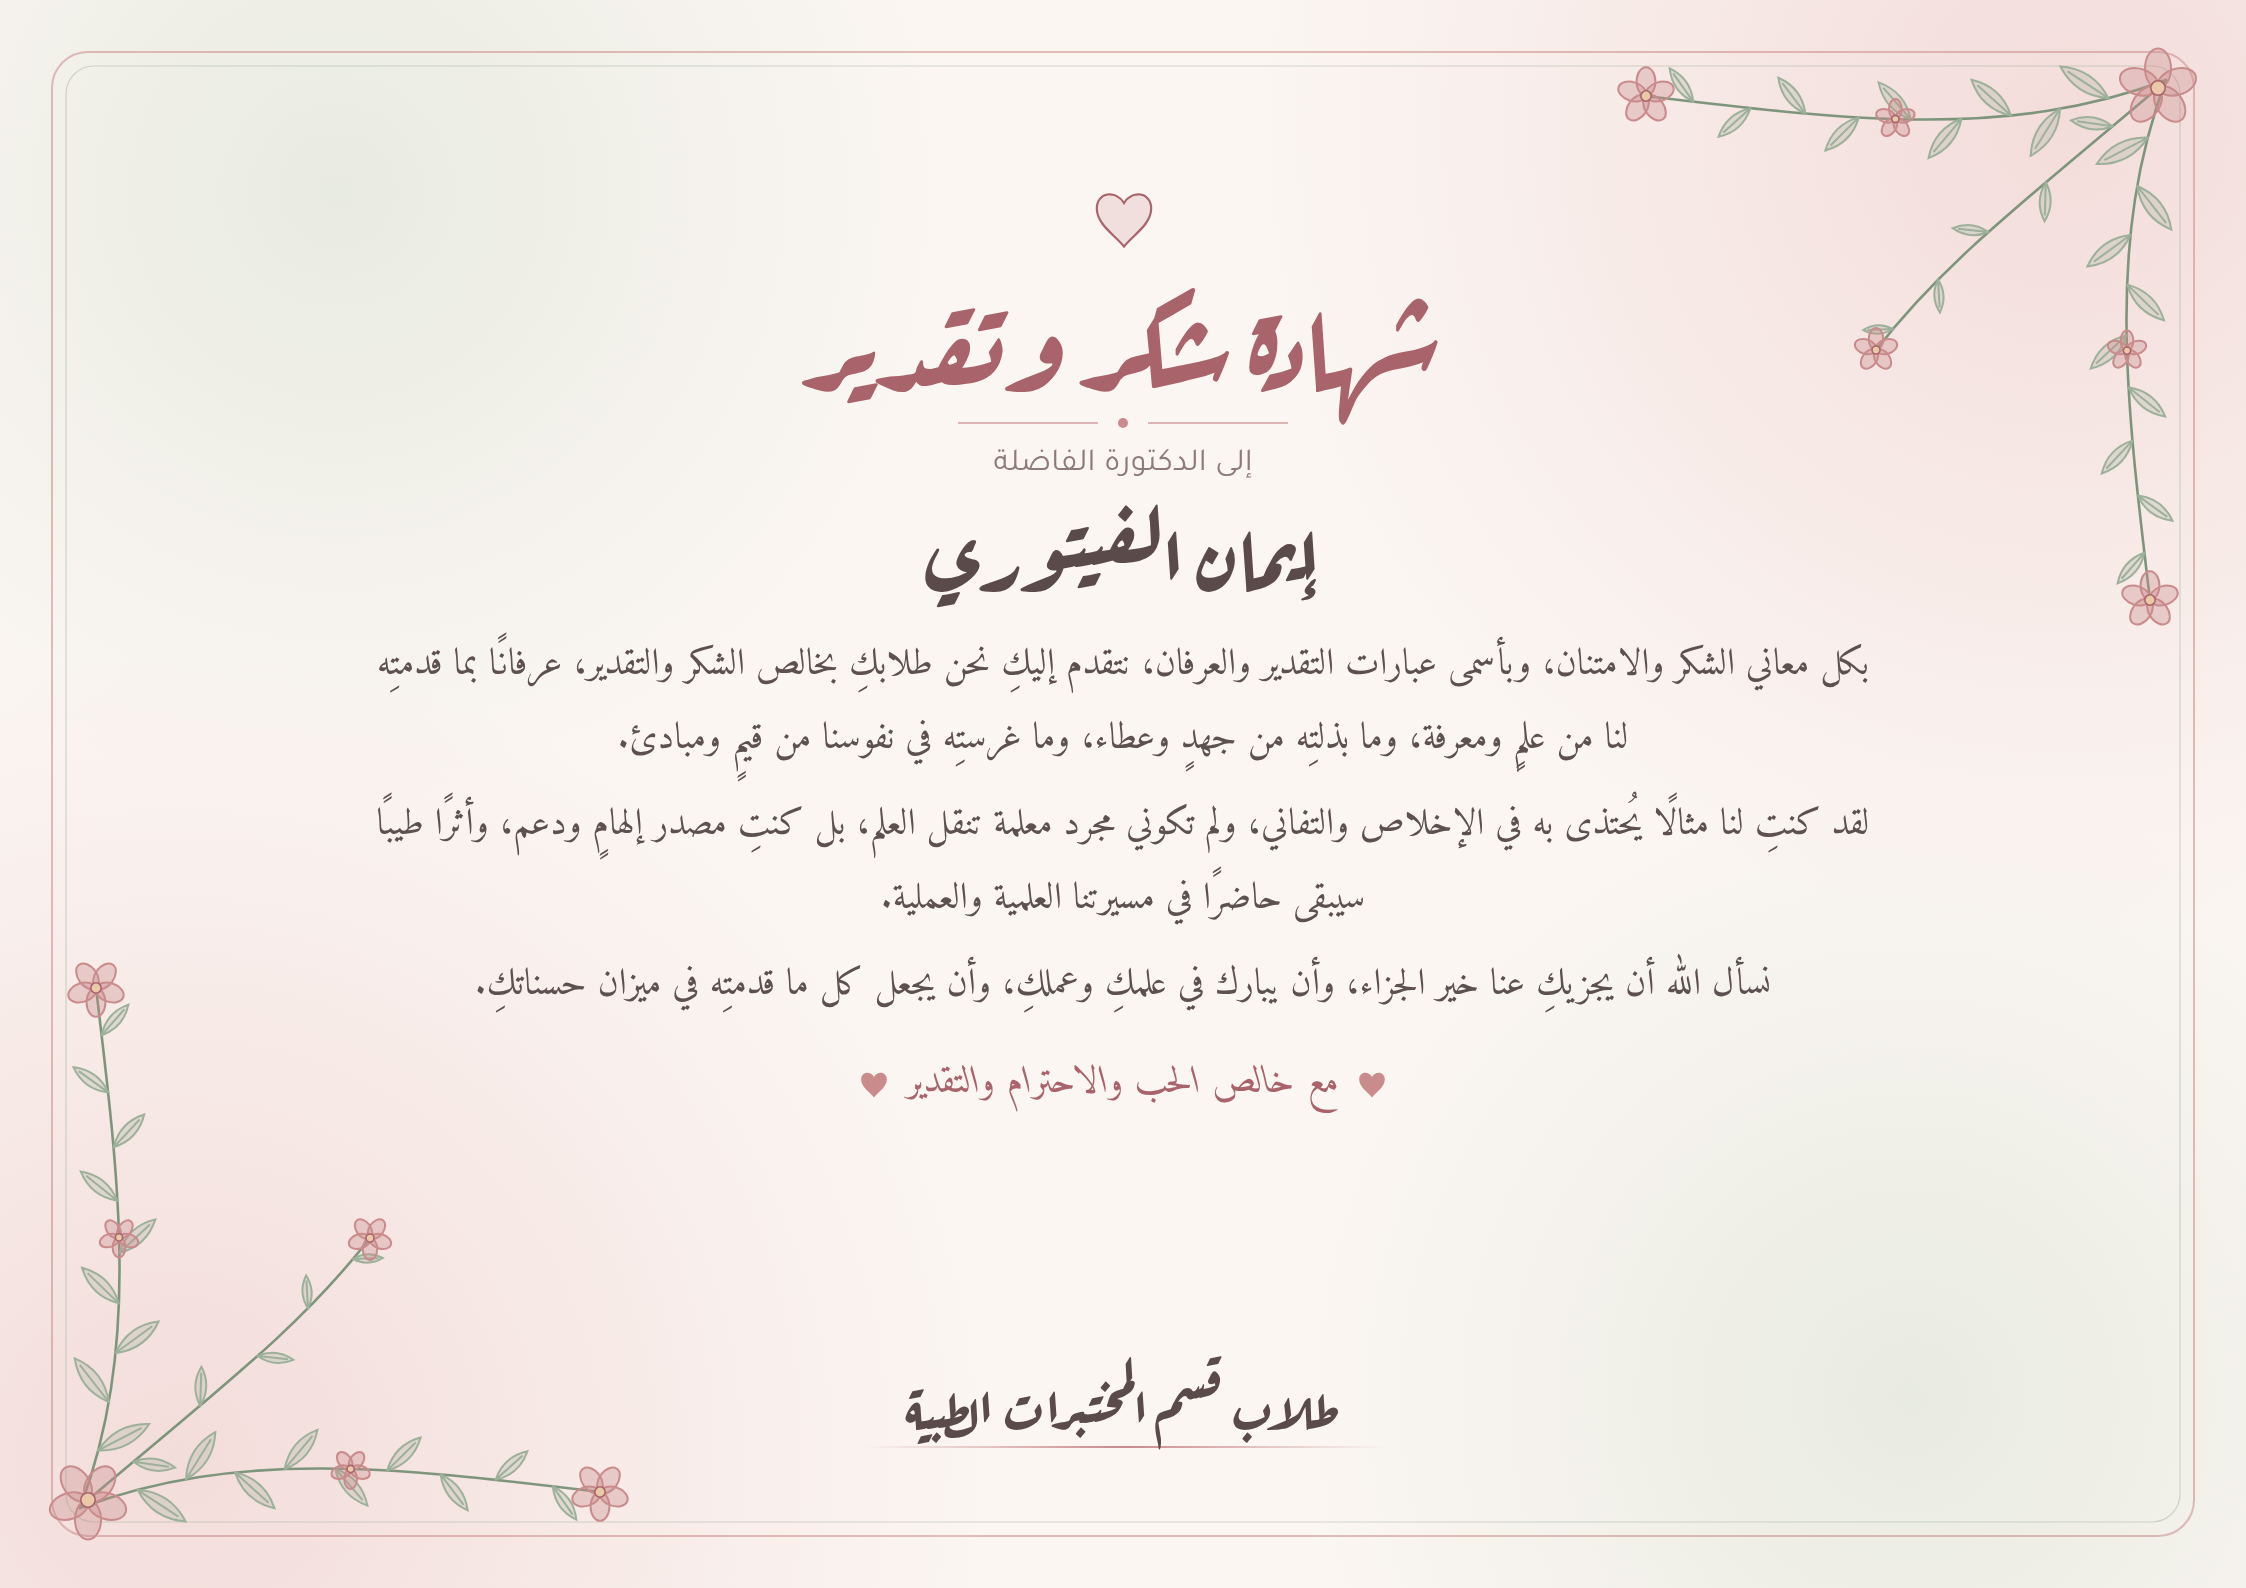 شهادة شكر وتقدير
إلى الدكتورة الفاضلة
إيمان الفيتوري
بكل معاني الشكر والامتنان، وبأسمى عبارات التقدير والعرفان، نتقدم إليكِ نحن طلابكِ بخالص الشكر والتقدير، عرفانًا بما قدمتِه
لنا من علمٍ ومعرفة، وما بذلتِه من جهدٍ وعطاء، وما غرستِه في نفوسنا من قيمٍ ومبادئ.
لقد كنتِ لنا مثالًا يُحتذى به في الإخلاص والتفاني، ولم تكوني مجرد معلمة تنقل العلم، بل كنتِ مصدر إلهامٍ ودعم، وأثرًا طيبًا
سيبقى حاضرًا في مسيرتنا العلمية والعملية.
نسأل الله أن يجزيكِ عنا خير الجزاء، وأن يبارك في علمكِ وعملكِ، وأن يجعل كل ما قدمتِه في ميزان حسناتكِ.
مع خالص الحب والاحترام والتقدير
طلاب قسم المختبرات الطبية